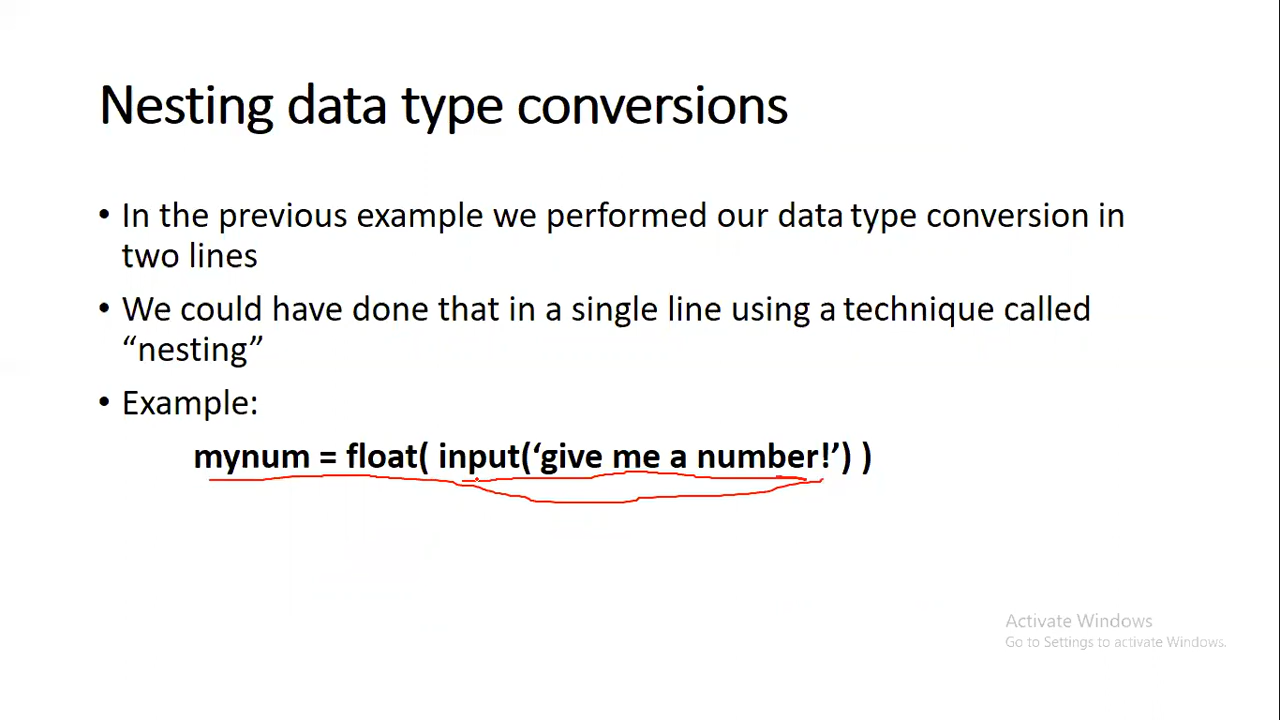 Nesting data type conversions
• In the previous example we performed our data type conversion in
two lines
• We could have done that in a single line using a technique called
“nesting”
• Example:
mynum = float( input(‘give me a number!’) )
Activate Windows
Go to Settings to activate Windows.